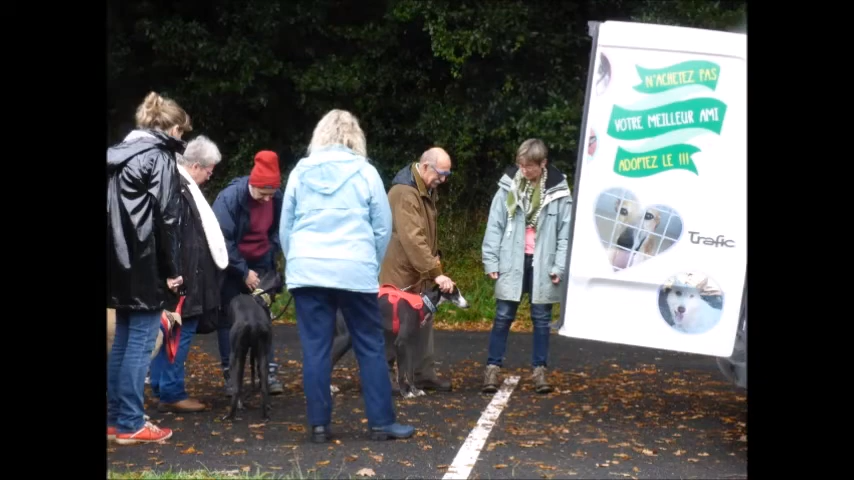 N'ACHETEZ PAS
VOTRE MEILLEUR AMI
ADOPTEZ LE !!!
Trafic